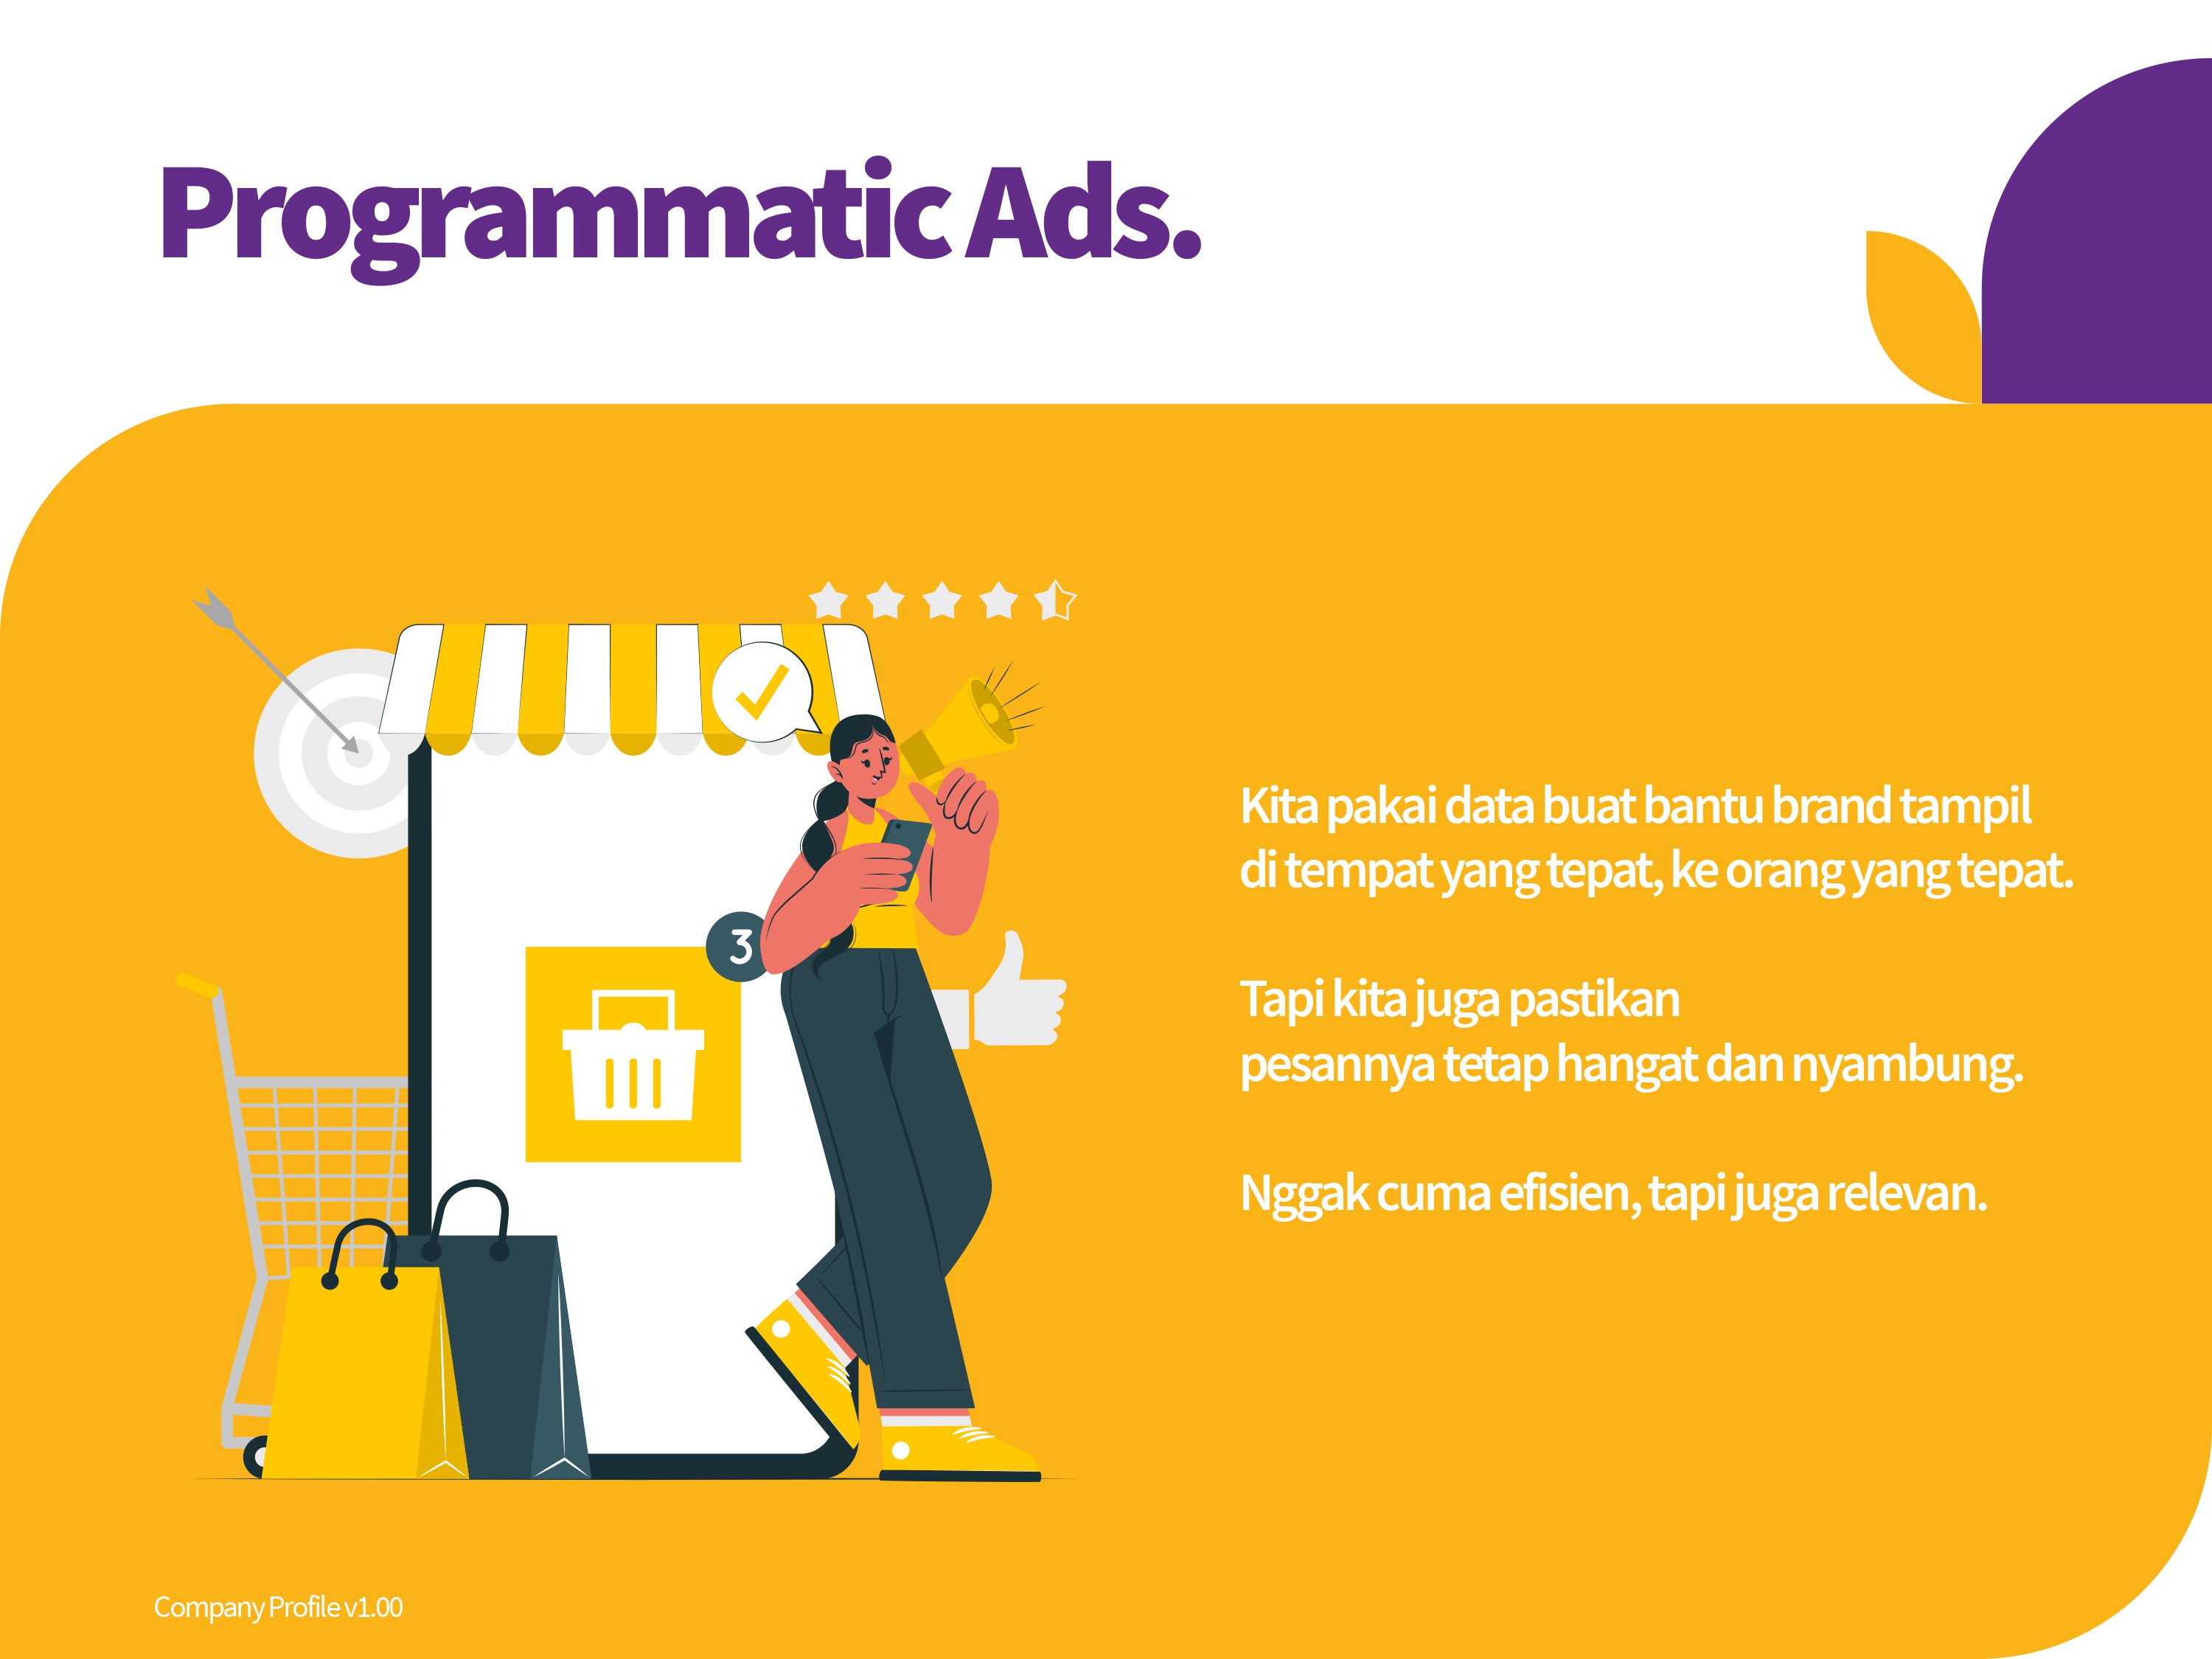 Programmatic Ads.
3
Kita pakai data buat bantu brand tampil
di tempat yang tepat, ke orang yang tepat.
Tapi kita juga pastikan
pesannya tetap hangat dan nyambung.
Nggak cuma efisien, tapi juga relevan.
Company Profile v1.00